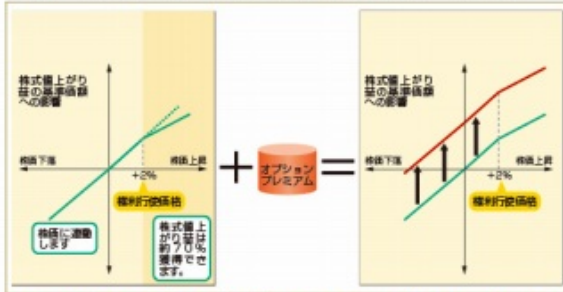 株式値上がり
益の基準価額
への影響
株価下落
株価上昇
+2%
権利行使価格
株価に連動
します
株式値上
がり益は
約70%
獲得でき
ます。
+
オプション
プレミアム
=
株式値上がり
益の基準価額
への影響
株価下落
株価上昇
+2%
権利行使価格